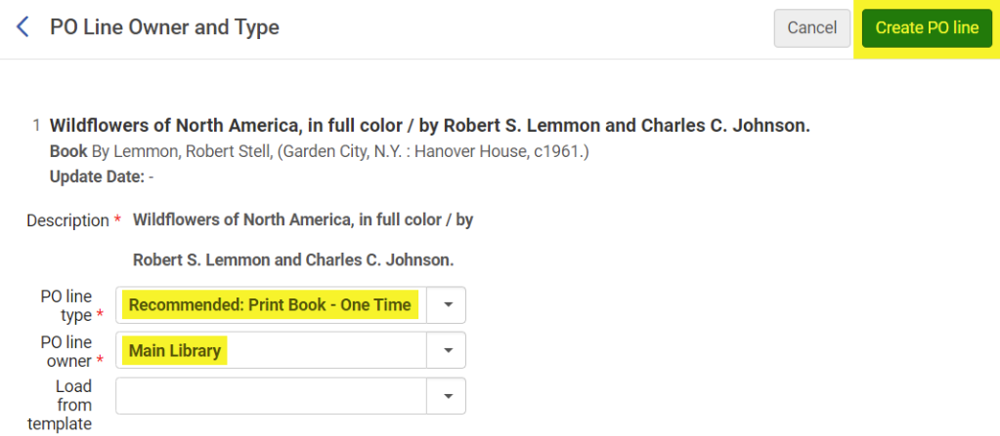 PO Line Owner and Type
Cancel
Create PO line
1 Wildflowers of North America, in full color / by Robert S. Lemmon and Charles C. Johnson.
Book By Lemmon, Robert Stell, (Garden City, N.Y. : Hanover House, c1961.)
Update Date: -
Description * Wildflowers of North America, in full color / by
Robert S. Lemmon and Charles C. Johnson.
PO line
type *
Recommended: Print Book - One Time
PO line
owner *
Main Library
Load
from
template